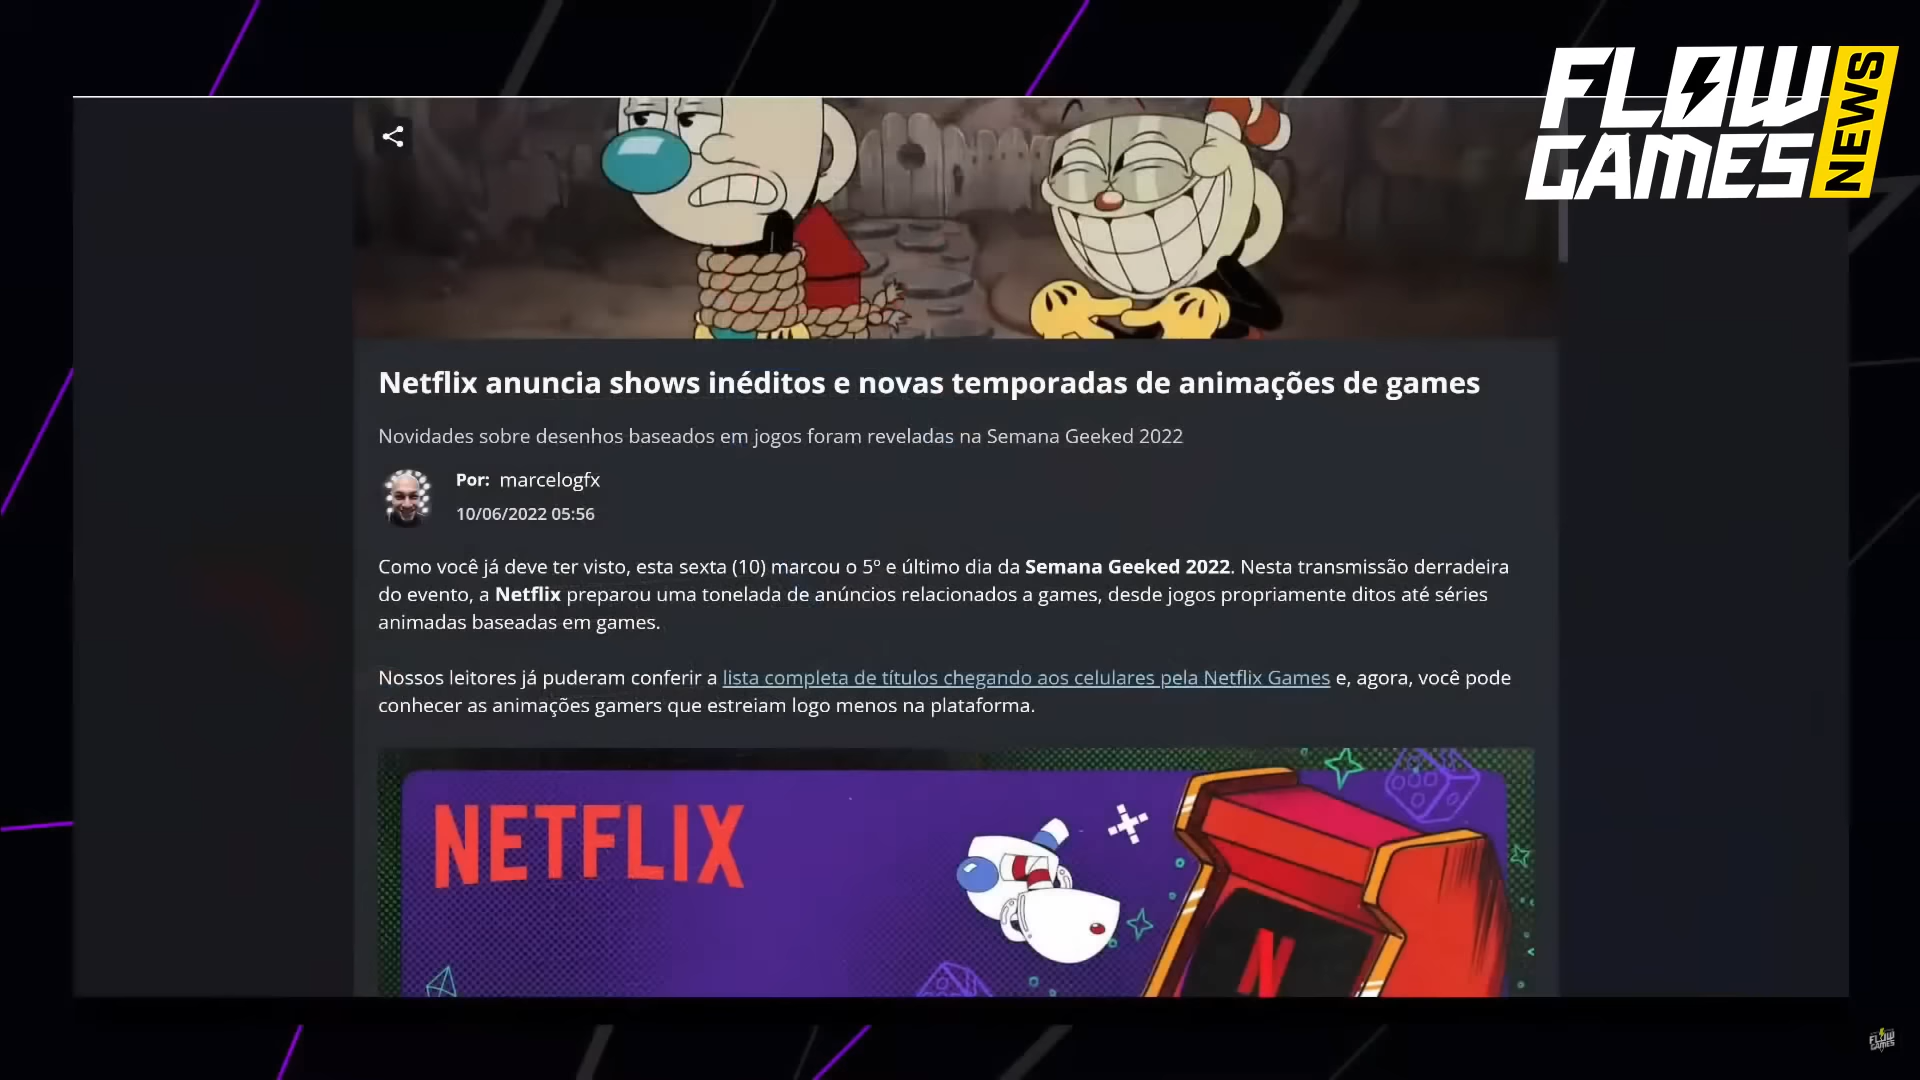 FLOW
GAMES
NEWS
Netflix anuncia shows inéditos e novas temporadas de animações de games
Novidades sobre desenhos baseados em jogos foram reveladas na Semana Geeked 2022
Por: marcelogfx
10/06/2022 05:56
Como você já deve ter visto, esta sexta (10) marcou o 5º e último dia da Semana Geeked 2022. Nesta transmissão derradeira
do evento, a Netflix preparou uma tonelada de anúncios relacionados a games, desde jogos propriamente ditos até séries
animadas baseadas em games.
Nossos leitores já puderam conferir a lista completa de títulos chegando aos celulares pela Netflix Games e, agora, você pode
conhecer as animações gamers que estreiam logo menos na plataforma.
NETFLIX
N
FLOW
GAMES